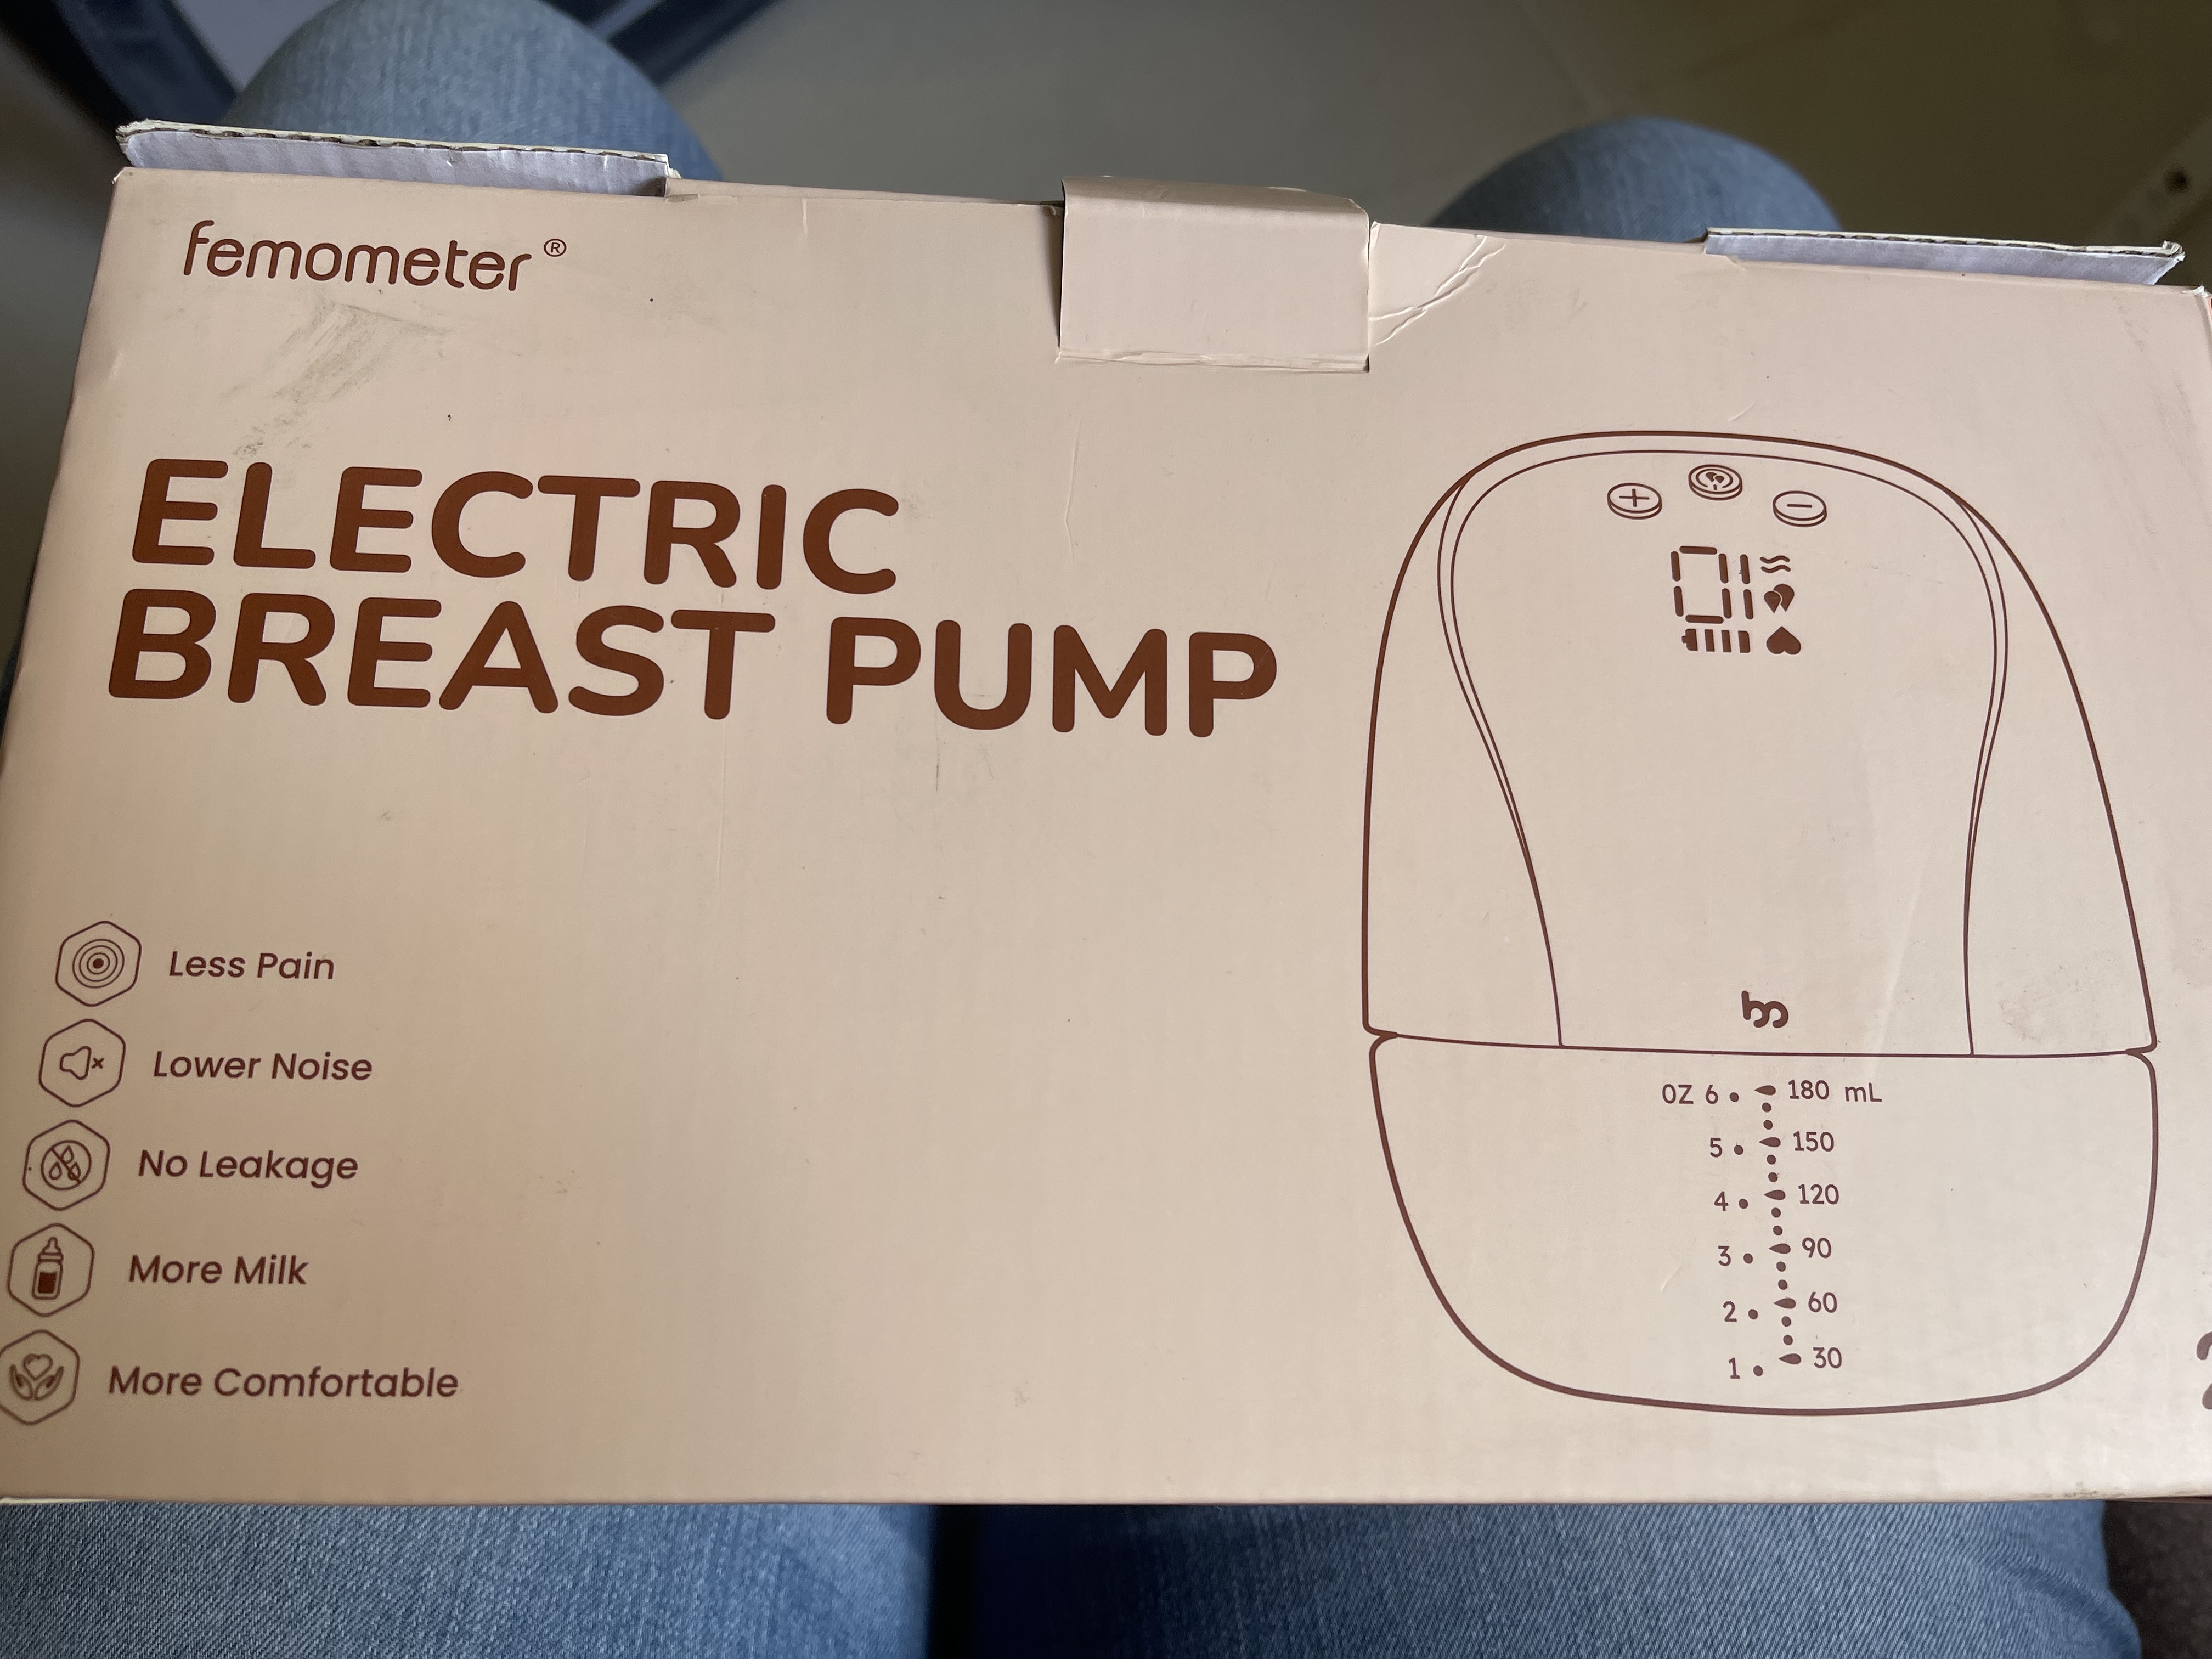 femometer®
ELECTRIC
BREAST PUMP
Less Pain
Lower Noise
No Leakage
More Milk
More Comfortable
01
OZ 6 180 mL
5 150
4 120
3 90
2 60
1 30